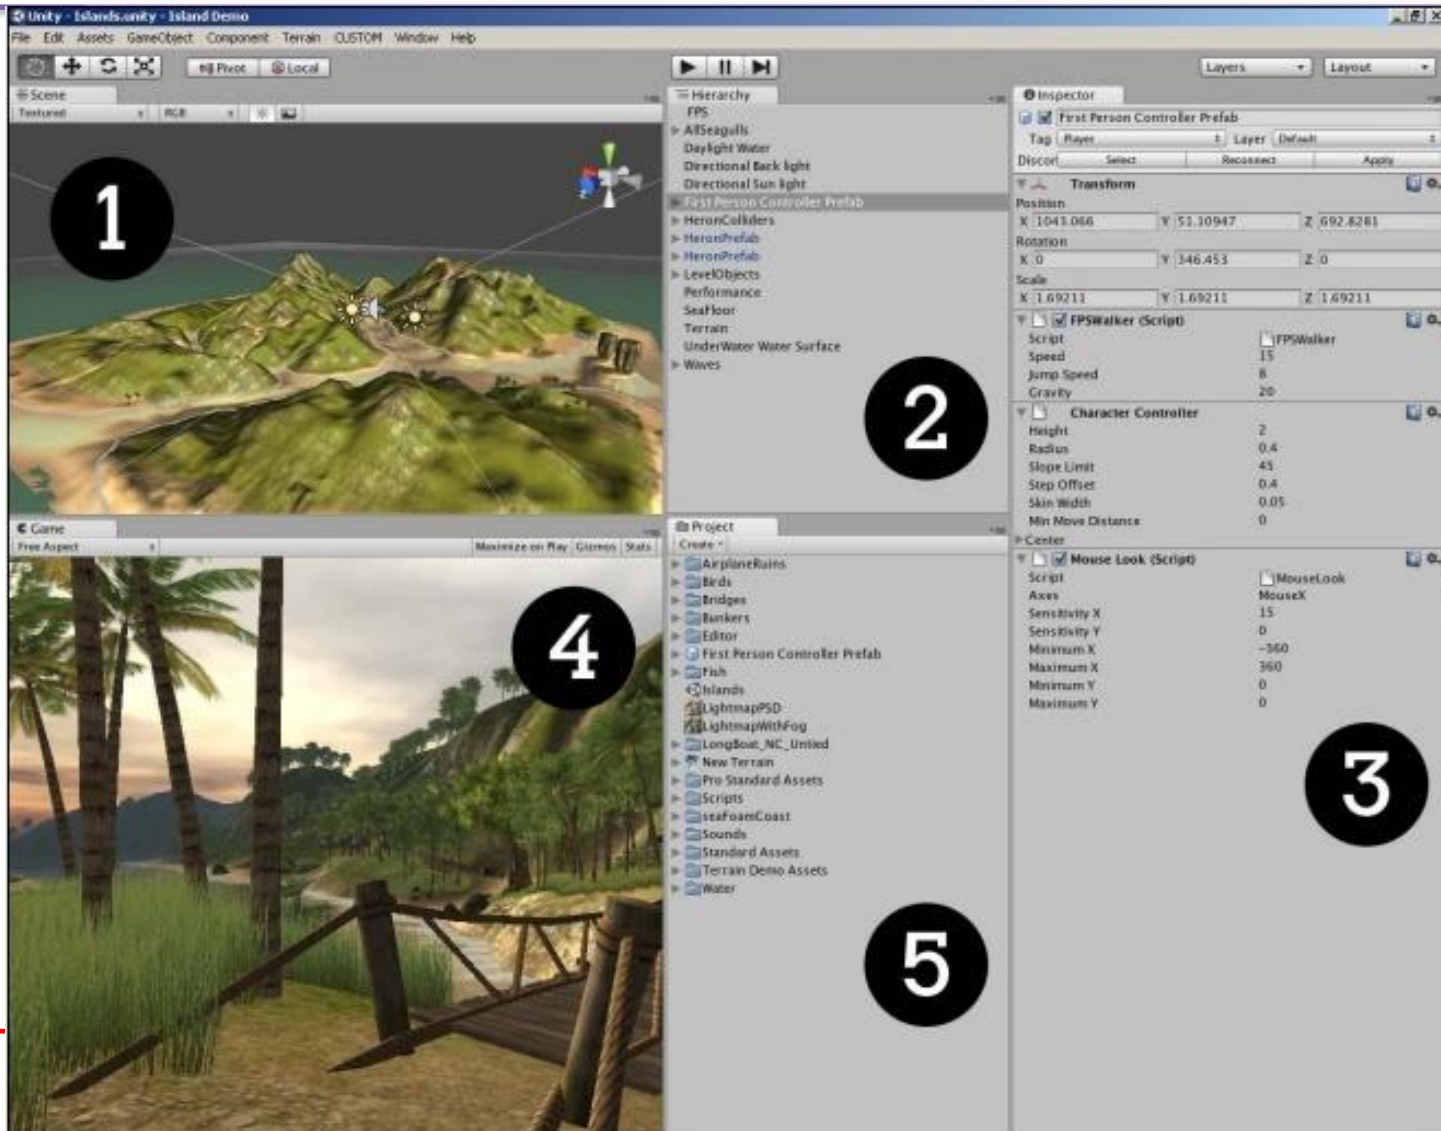 Unity - Islands.unity - Island Demo
File Edit Assets GameObject Component Terrain CUSTOM Window Help
Pivot Local
Layers Layout
Scene
Textured RGB
1
Hierarchy
FPS
AllSeagulls
Daylight Water
Directional Back light
Directional Sun light
First Person Controller Prefab
HeronColliders
HeronPrefab
HeronPrefab
LevelObjects
Performance
SeaFloor
Terrain
UnderWater Water Surface
Waves
2
Inspector
First Person Controller Prefab
Tag Player Layer Default
Discon Select Reconnect Apply
Transform
Position
X 1043.066 Y 51.10947 Z 692.8281
Rotation
X 0 Y 346.453 Z 0
Scale
X 1.69211 Y 1.69211 Z 1.69211
FPSWalker (Script)
Script FPSWalker
Speed 15
Jump Speed 8
Gravity 20
Character Controller
Height 2
Radius 0.4
Slope Limit 45
Step Offset 0.4
Skin Width 0.05
Min Move Distance 0
Center
Mouse Look (Script)
Script MouseLook
Axes MouseX
Sensitivity X 15
Sensitivity Y 0
Minimum X -360
Maximum X 360
Minimum Y 0
Maximum Y 0
3
Game
Free Aspect Maximize on Play Gizmos Stats
4
Project
Create
AirplaneRuins
Birds
Bridges
Bunkers
Editor
First Person Controller Prefab
Fish
Islands
LightmapPSD
LightmapWithFog
LongBoat_NC_United
New Terrain
Pro Standard Assets
Scripts
seaFoamCoast
Sounds
Standard Assets
Terrain Demo Assets
Water
5